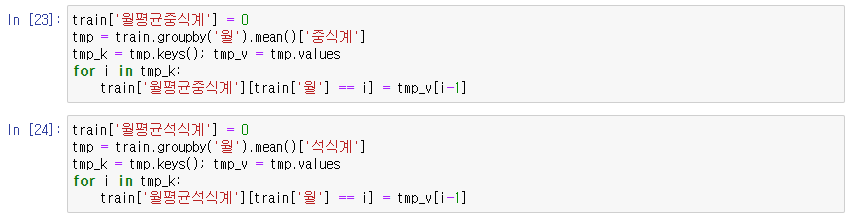 In [23]: train['월평균중식계'] = 0
tmp = train.groupby('월').mean()['중식계']
tmp_k = tmp.keys(); tmp_v = tmp.values
for i in tmp_k:
    train['월평균중식계'][train['월'] == i] = tmp_v[i-1]
In [24]: train['월평균석식계'] = 0
tmp = train.groupby('월').mean()['석식계']
tmp_k = tmp.keys(); tmp_v = tmp.values
for i in tmp_k:
    train['월평균석식계'][train['월'] == i] = tmp_v[i-1]